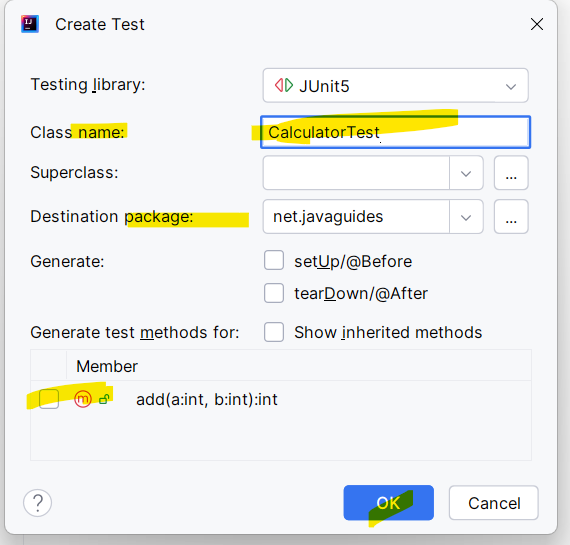 Create Test
Testing library: JUnit5
Class name: CalculatorTest
Superclass: ...
Destination package: net.javaguides ...
Generate: setUp/@Before
tearDown/@After
Generate test methods for: Show inherited methods
Member
m add(a:int, b:int):int
? OK Cancel